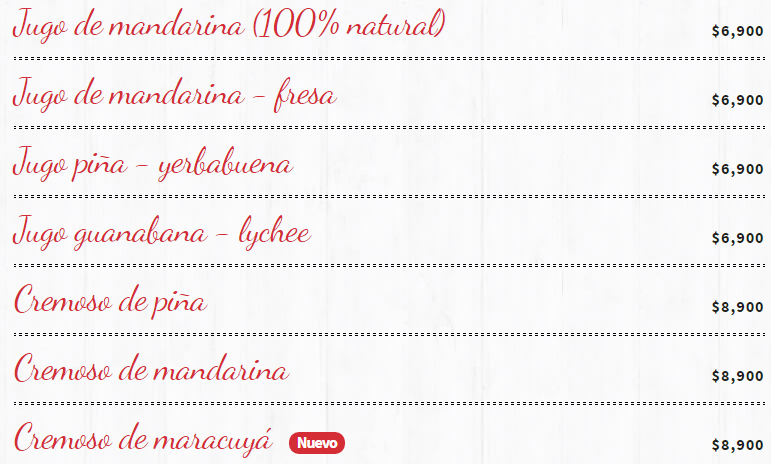 Jugo de mandarina (100% natural) $6,900
Jugo de mandarina - fresa $6,900
Jugo piña - yerbabuena $6,900
Jugo guanabana - lychee $6,900
Cremoso de piña $8,900
Cremoso de mandarina $8,900
Cremoso de maracuyá Nuevo $8,900